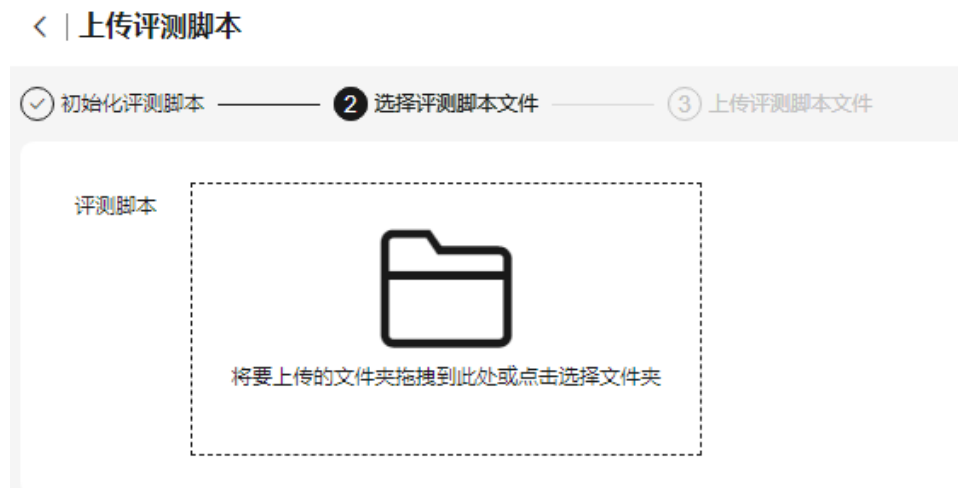 上传评测脚本
初始化评测脚本 2 选择评测脚本文件 3 上传评测脚本文件
评测脚本
将要上传的文件夹拖拽到此处或点击选择文件夹